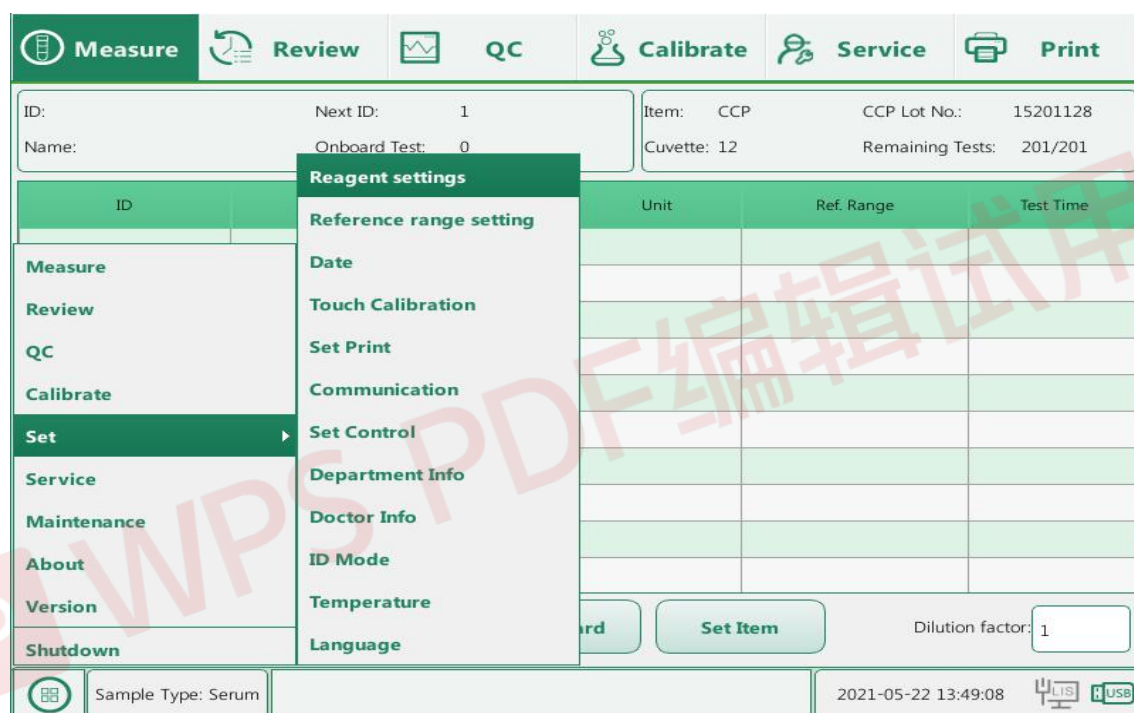 Measure Review QC Calibrate Service Print
ID: Next ID: 1 Item: CCP CCP Lot No.: 15201128
Name: Onboard Test: 0 Cuvette: 12 Remaining Tests: 201/201
ID Unit Ref. Range Test Time
Reagent settings
Reference range setting
Date
Touch Calibration
Set Print
Communication
Set Control
Department Info
Doctor Info
ID Mode
Temperature
Language
Measure
Review
QC
Calibrate
Set
Service
Maintenance
About
Version
Shutdown
rd Set Item Dilution factor: 1
Sample Type: Serum 2021-05-22 13:49:08 LIS USB
WPS PDF编辑试用